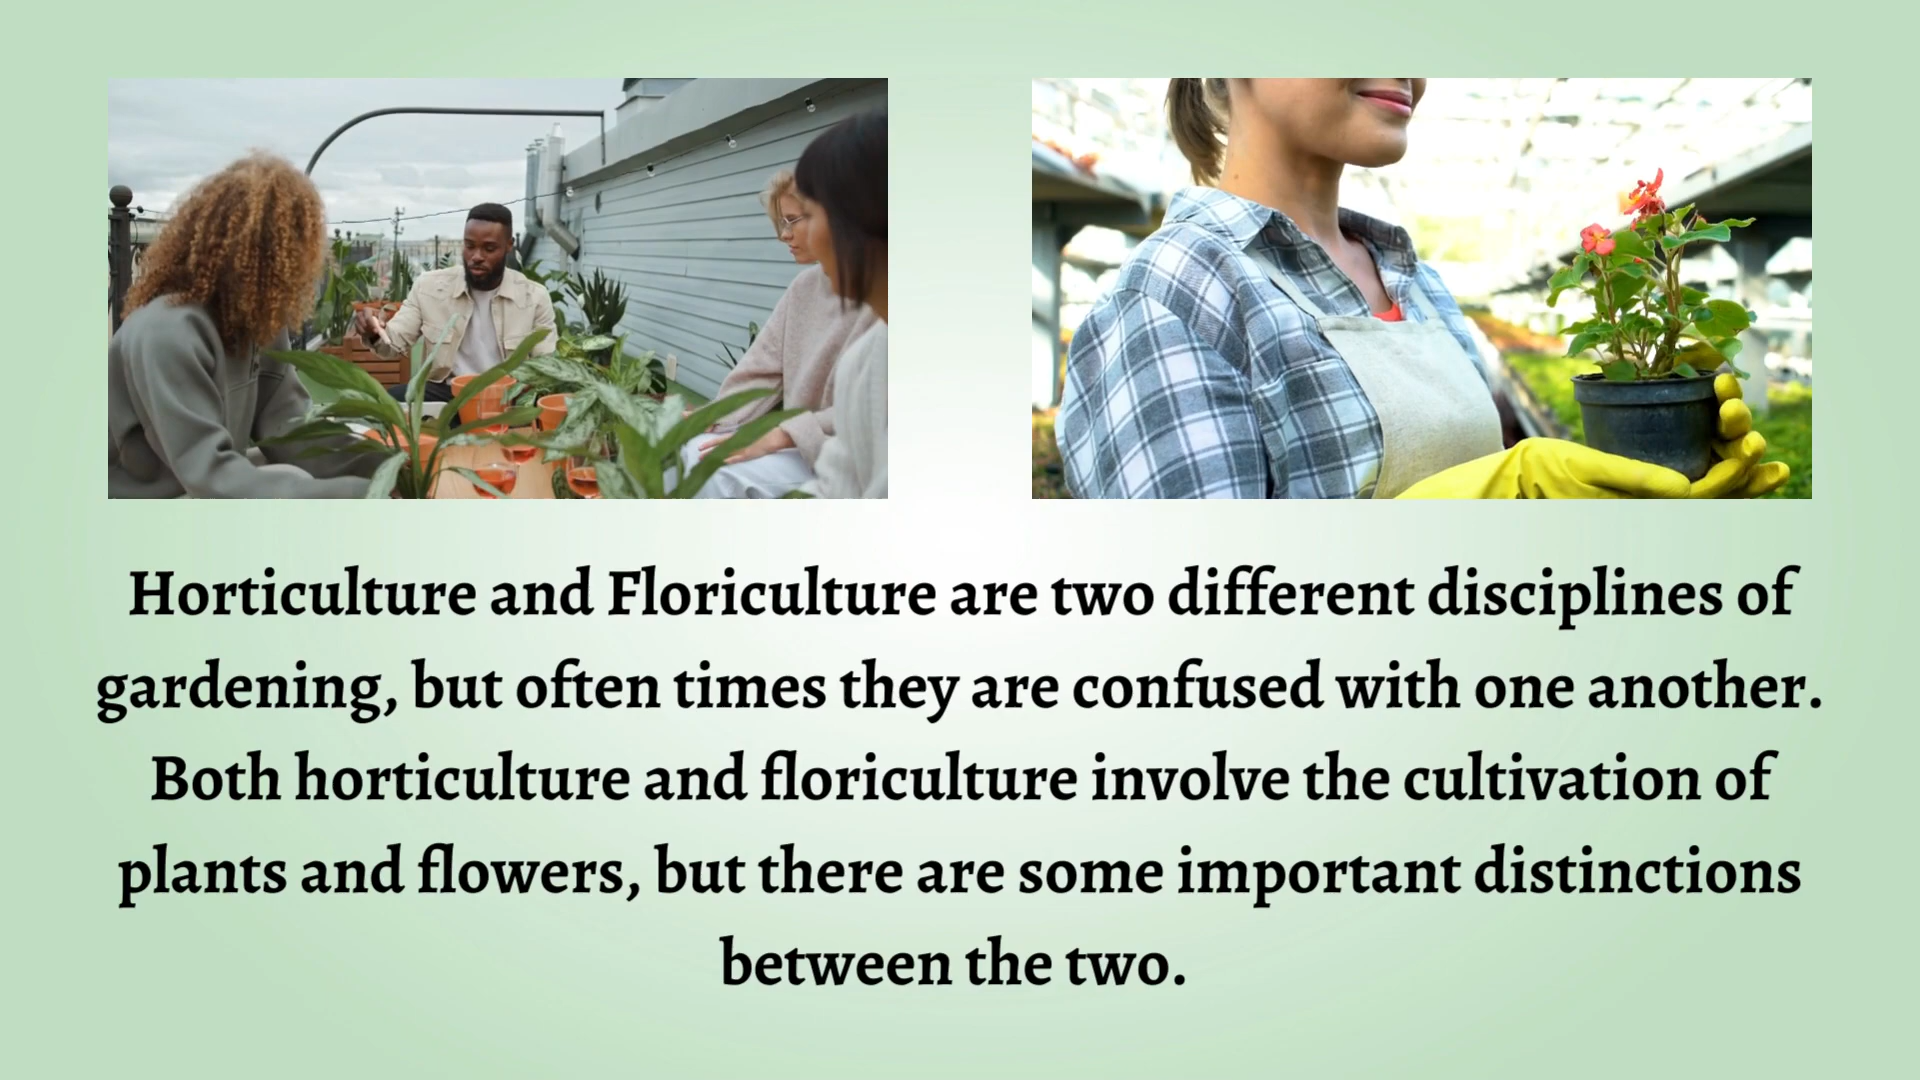 Horticulture and Floriculture are two different disciplines of
gardening, but often times they are confused with one another.
Both horticulture and floriculture involve the cultivation of
plants and flowers, but there are some important distinctions
between the two.